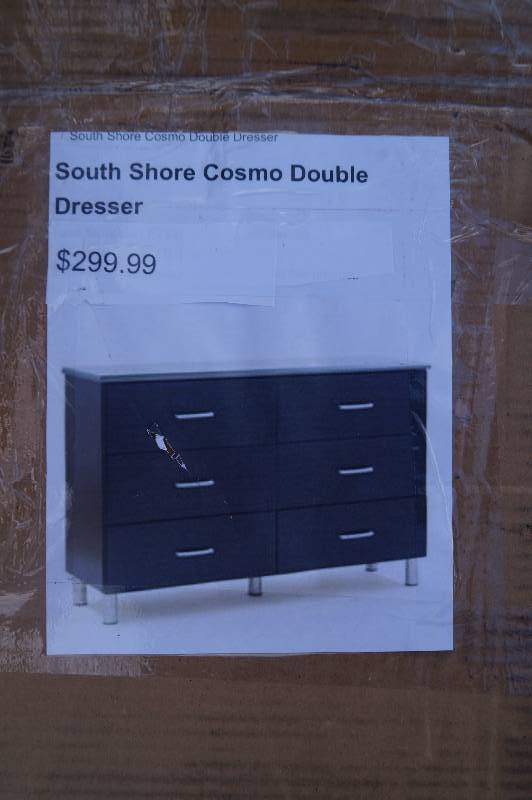 South Shore Cosmo Double Dresser
South Shore Cosmo Double
Dresser
$299.99